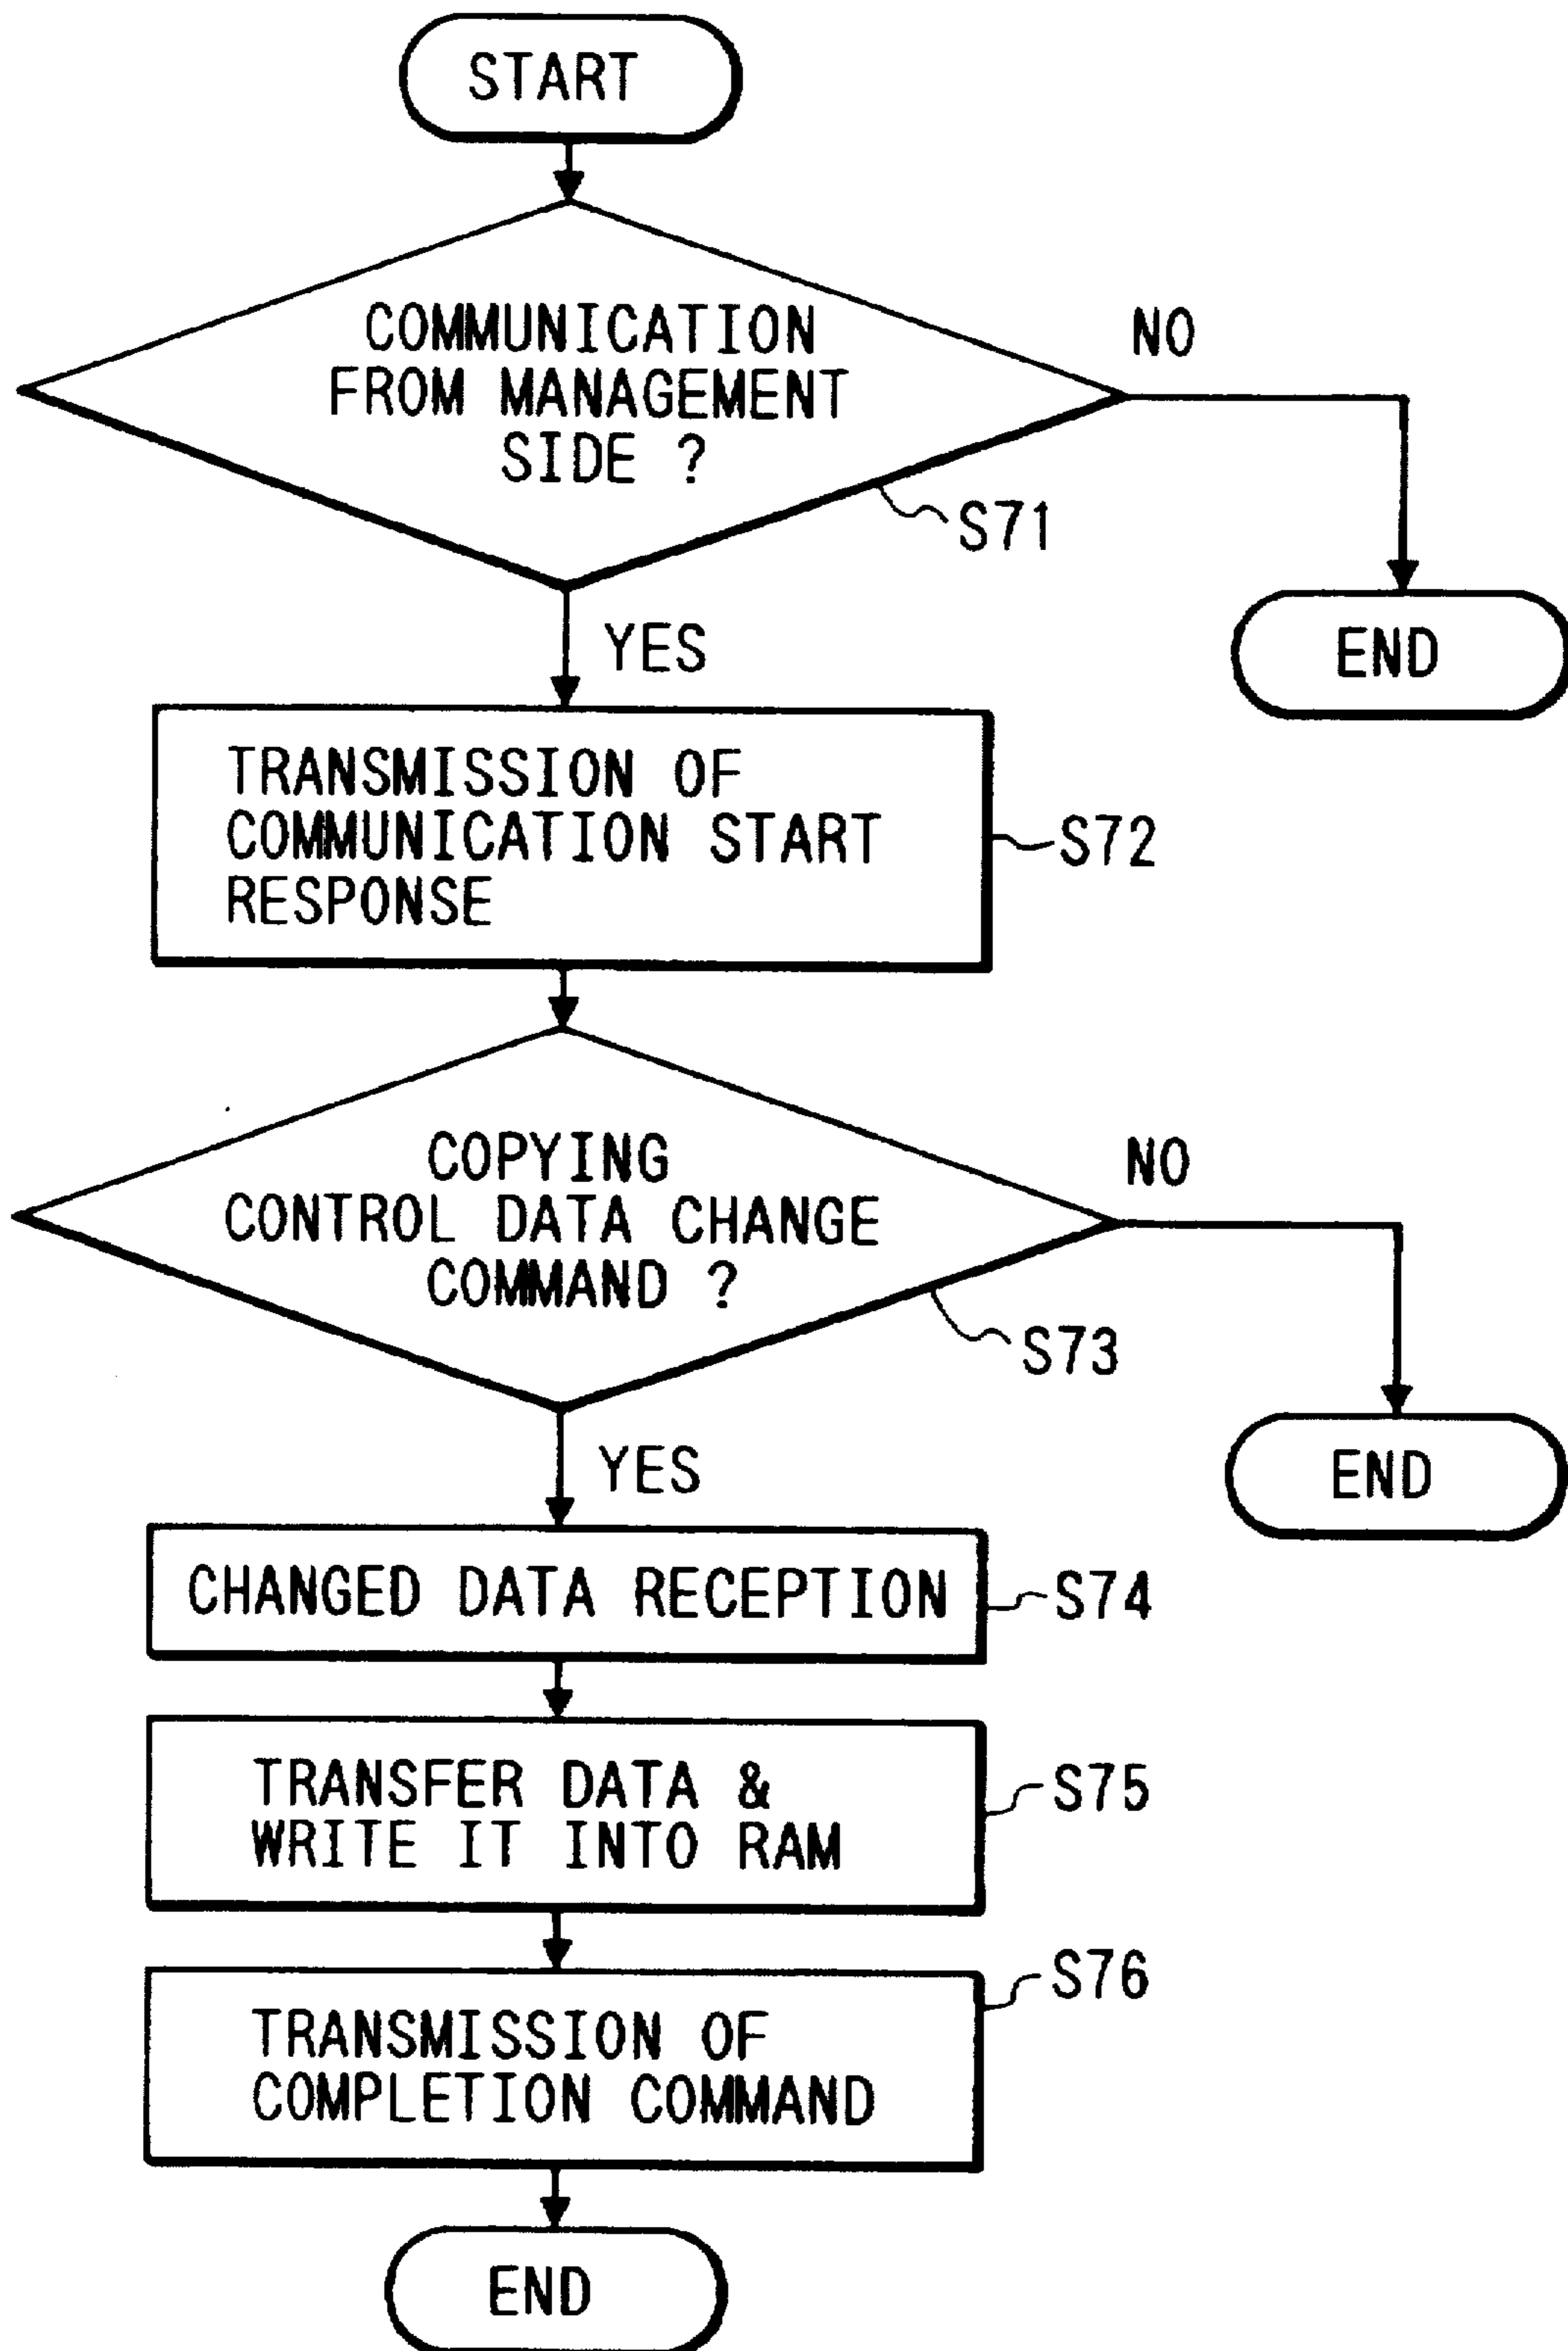 START
COMMUNICATION
FROM MANAGEMENT
SIDE ?
NO
S71
END
YES
TRANSMISSION OF
COMMUNICATION START
RESPONSE
S72
COPYING
CONTROL DATA CHANGE
COMMAND ?
NO
S73
END
YES
CHANGED DATA RECEPTION
S74
TRANSFER DATA &
WRITE IT INTO RAM
S75
TRANSMISSION OF
COMPLETION COMMAND
S76
END